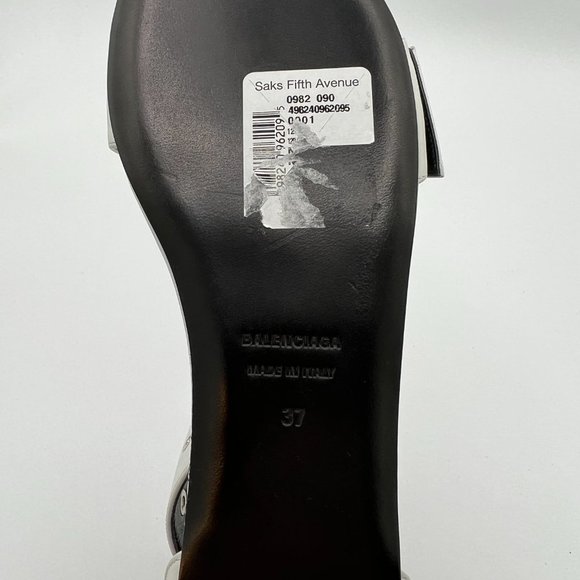 Saks Fifth Avenue
0982 090
498240962095
0001
BALENCIAGA
MADE IN ITALY
37